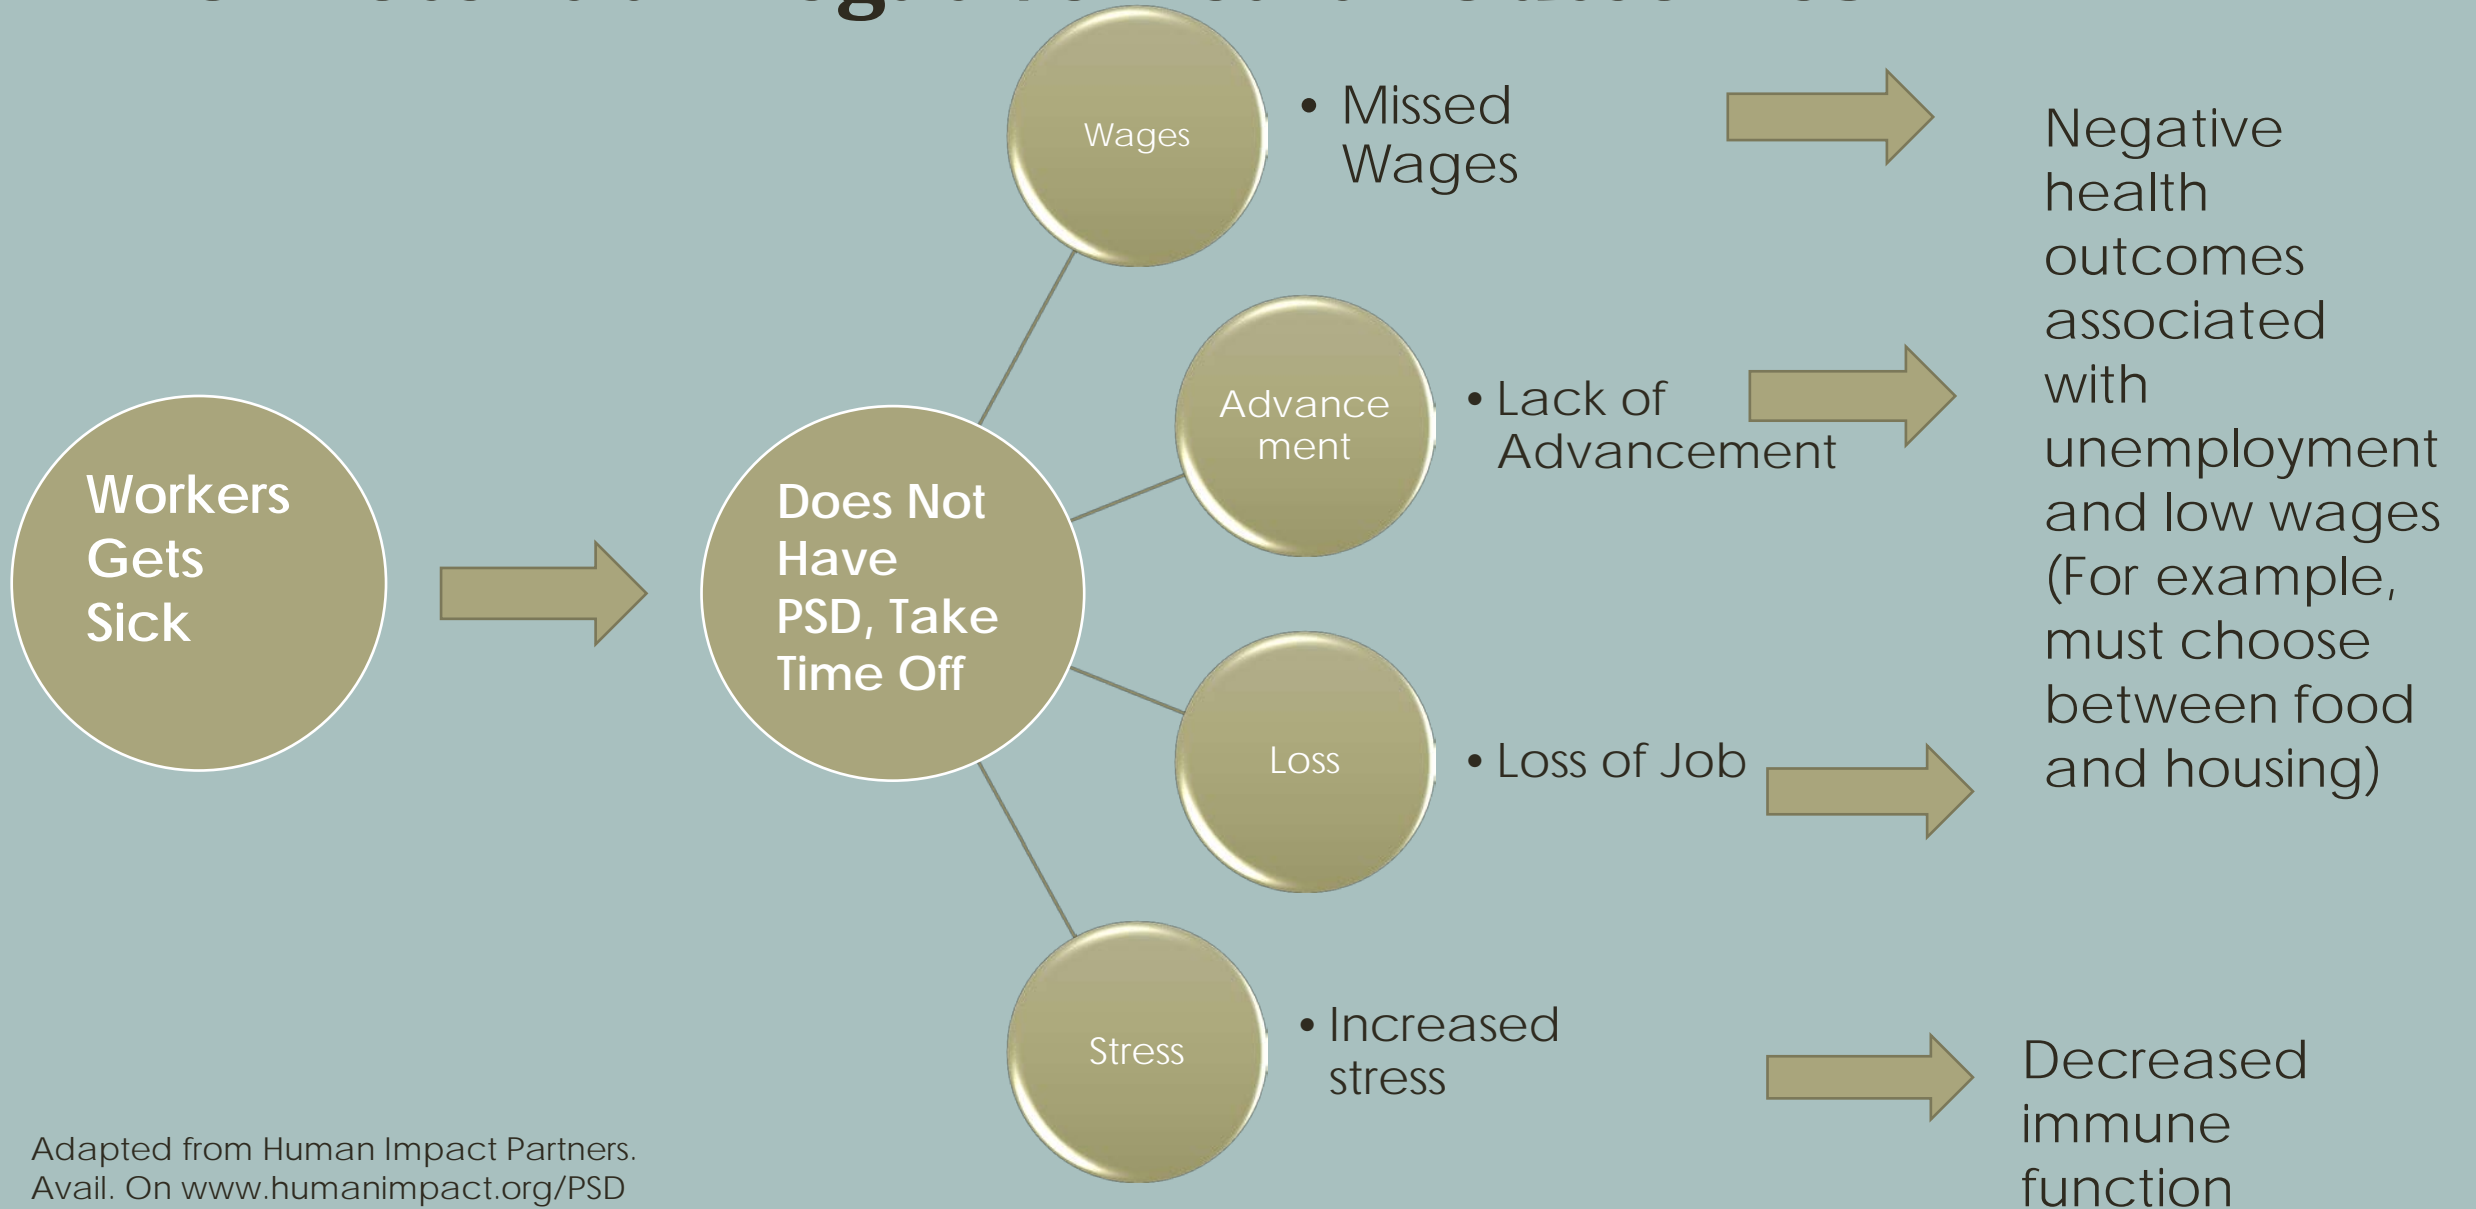 Wages
• Missed
Wages
Negative
health
outcomes
associated
with
unemployment
and low wages
(For example,
must choose
between food
and housing)
Advance
ment
• Lack of
Advancement
Workers
Gets
Sick
Does Not
Have
PSD, Take
Time Off
Loss
• Loss of Job
Stress
• Increased
stress
Decreased
immune
function
Adapted from Human Impact Partners.
Avail. On www.humanimpact.org/PSD